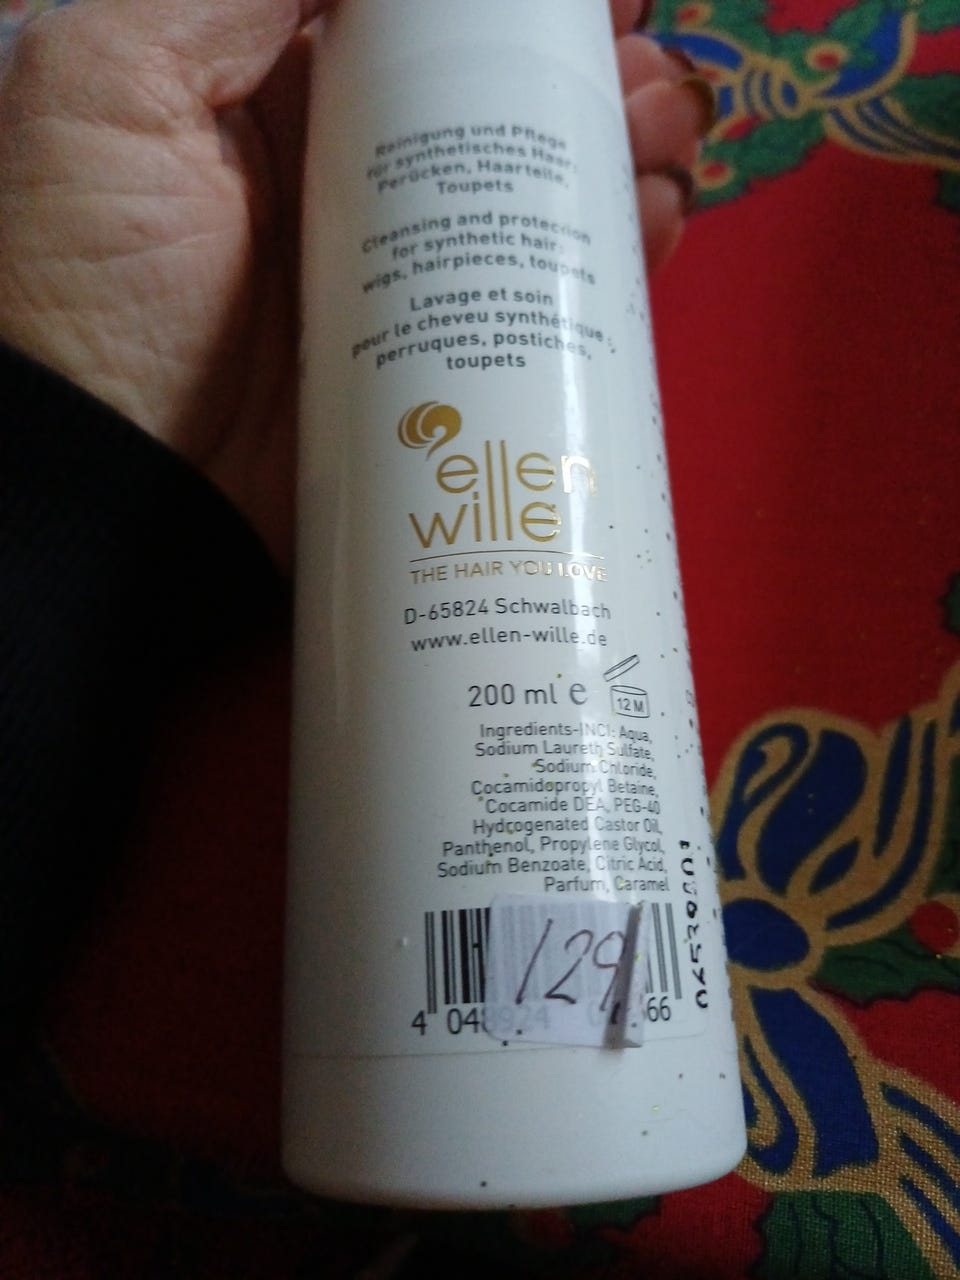 Reinigung und Pflege
für synthetisches Haar:
Perücken, Haarteile,
Toupets
Cleansing and protection
for synthetic hair:
wigs, hairpieces, toupets
Lavage et soin
pour le cheveu synthétique :
perruques, postiches,
toupets
ellen
wille
THE HAIR YOU LOVE
D-65824 Schwalbach
www.ellen-wille.de
200 ml e
12 M
Ingredients-INCI: Aqua,
Sodium Laureth Sulfate,
Sodium Chloride,
Cocamidopropyl Betaine,
Cocamide DEA, PEG-40
Hydrogenated Castor Oil,
Panthenol, Propylene Glycol,
Sodium Benzoate, Citric Acid,
Parfum, Caramel
129
4 048924 66